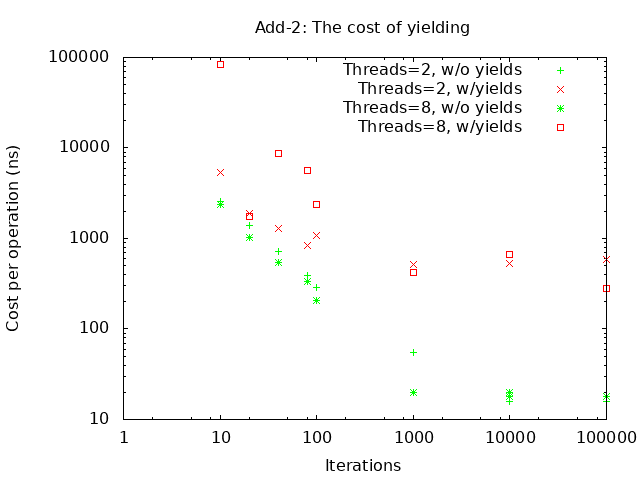 Add-2: The cost of yielding
100000
10000
1000
100
10
Cost per operation (ns)
Threads=2, w/o yields
Threads=2, w/yields
Threads=8, w/o yields
Threads=8, w/yields
1
10
100
1000
10000
100000
Iterations